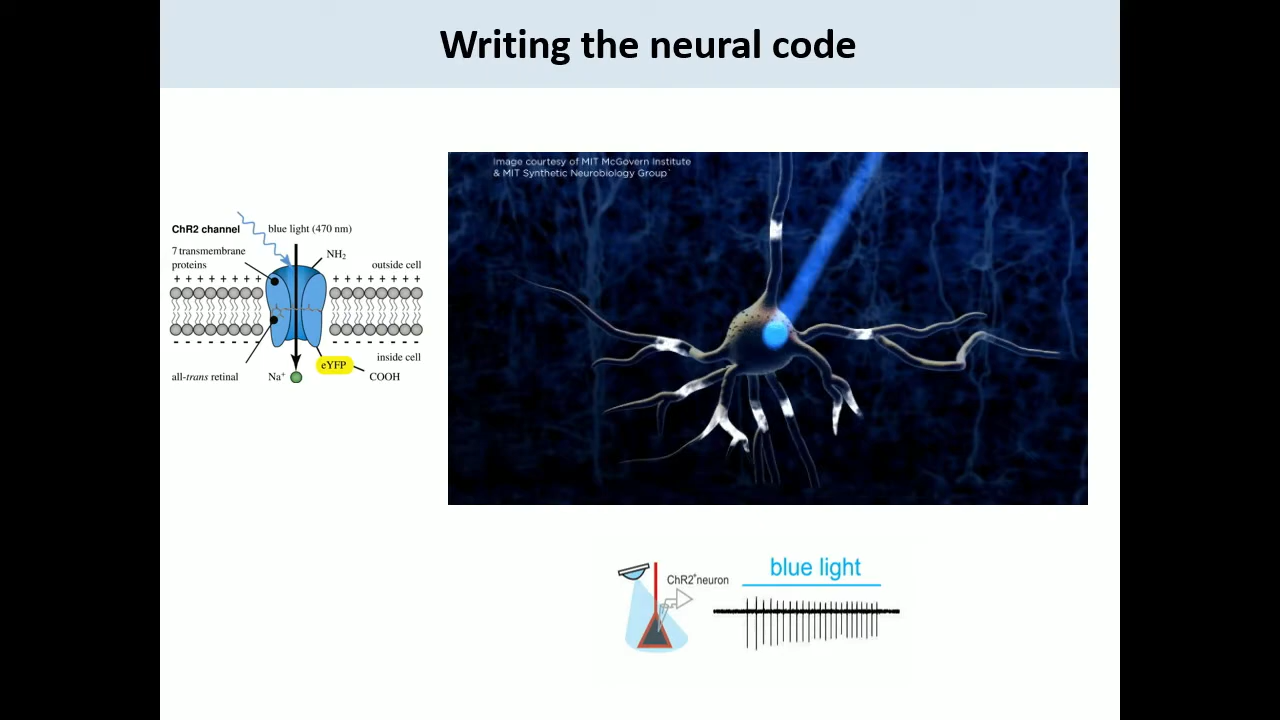 Writing the neural code
Image courtesy of MIT McGovern Institute
& MIT Synthetic Neurobiology Group
ChR2 channel
blue light (470 nm)
7 transmembrane
proteins
NH₂
outside cell
+ + + + + + + +
+ + + + + + + +
- - - - - - - -
- - - - - - - -
inside cell
eYFP
all-trans retinal
Na⁺
COOH
blue light
ChR2⁺neuron